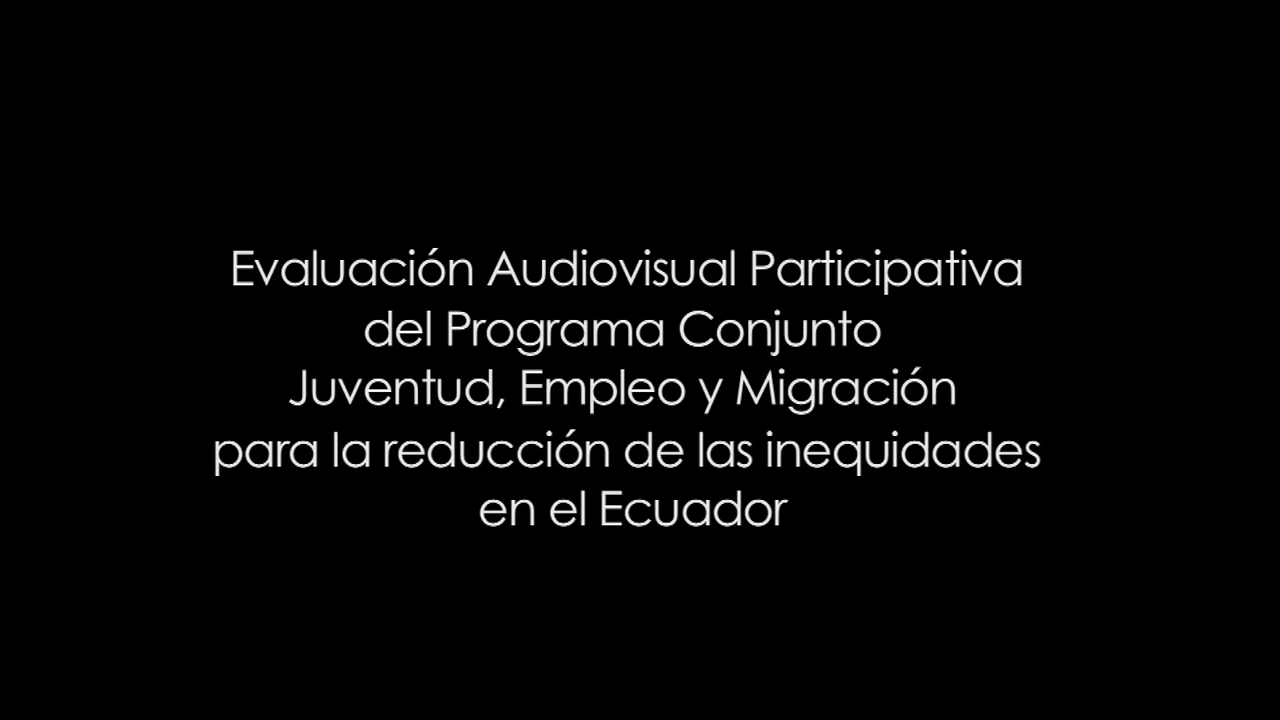 Evaluación Audiovisual Participativa
del Programa Conjunto
Juventud, Empleo y Migración
para la reducción de las inequidades
en el Ecuador